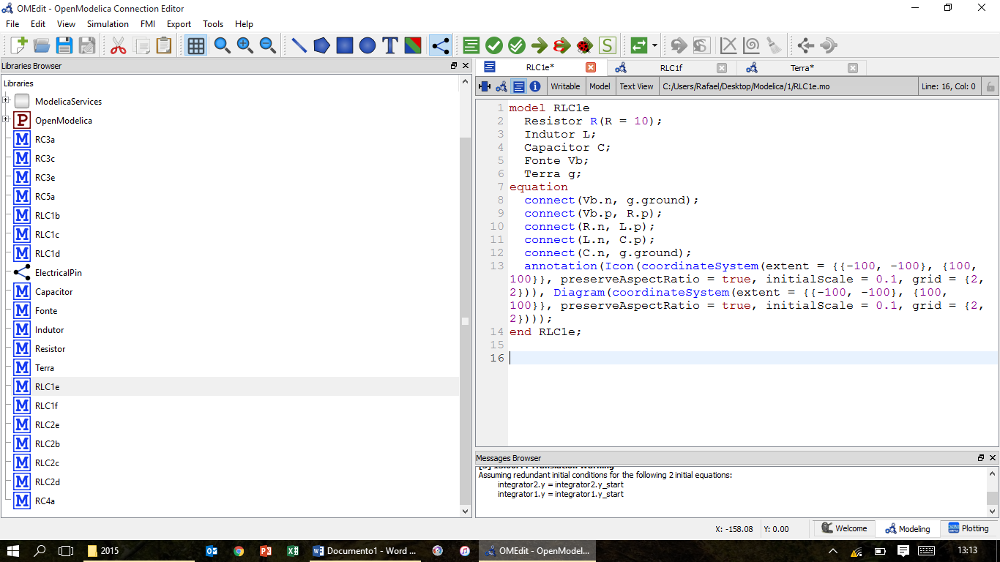 OMEdit - OpenModelica Connection Editor
File Edit View Simulation FMI Export Tools Help
Libraries Browser
Libraries
ModelicaServices
OpenModelica
RC3a
RC3c
RC3e
RC5a
RLC1b
RLC1c
RLC1d
ElectricalPin
Capacitor
Fonte
Indutor
Resistor
Terra
RLC1e
RLC1f
RLC2e
RLC2b
RLC2c
RLC2d
RC4a
RLC1e* RLC1f Terra*
Writable Model Text View C:/Users/Rafael/Desktop/Modelica/1/RLC1e.mo Line: 16, Col: 0
1 model RLC1e
2 Resistor R(R = 10);
3 Indutor L;
4 Capacitor C;
5 Fonte Vb;
6 Terra g;
7 equation
8 connect(Vb.n, g.ground);
9 connect(Vb.p, R.p);
10 connect(R.n, L.p);
11 connect(L.n, C.p);
12 connect(C.n, g.ground);
13 annotation(Icon(coordinateSystem(extent = {{-100, -100}, {100,
100}}, preserveAspectRatio = true, initialScale = 0.1, grid = {2,
2})), Diagram(coordinateSystem(extent = {{-100, -100}, {100,
100}}, preserveAspectRatio = true, initialScale = 0.1, grid = {2,
2})));
14 end RLC1e;
15
16
Messages Browser
Translation Warning
Assuming redundant initial conditions for the following 2 initial equations:
integrator2.y = integrator2.y_start
integrator1.y = integrator1.y_start
X: -158.08 Y: 0.00 Welcome Modeling Plotting
2015 Documento1 - Word ... OMEdit - OpenModel... 13:13